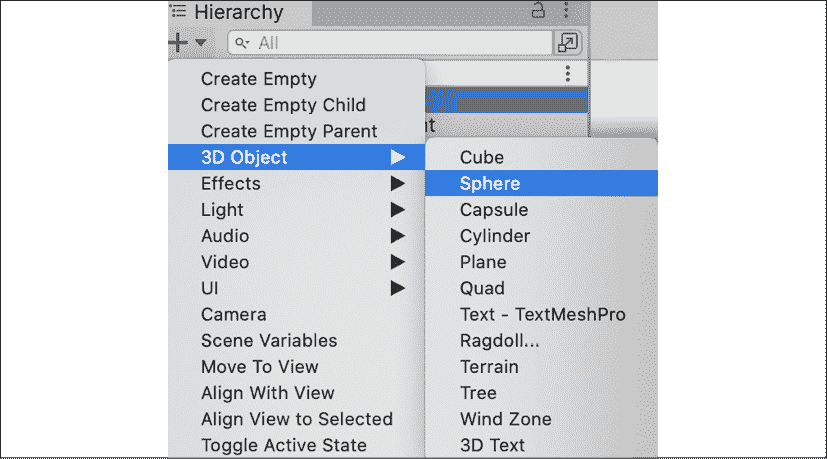 Hierarchy
All
Create Empty
Create Empty Child
Create Empty Parent
3D Object
Effects
Light
Audio
Video
UI
Camera
Scene Variables
Move To View
Align With View
Align View to Selected
Toggle Active State
Cube
Sphere
Capsule
Cylinder
Plane
Quad
Text - TextMeshPro
Ragdoll...
Terrain
Tree
Wind Zone
3D Text